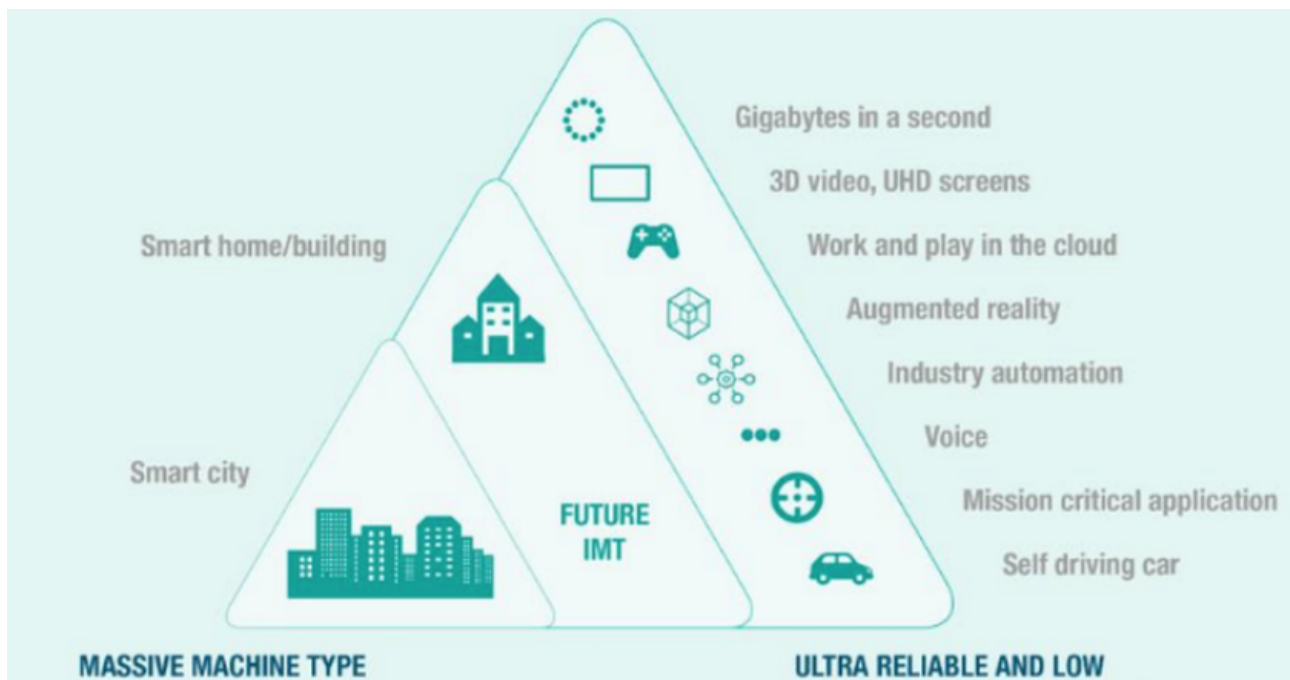 Gigabytes in a second
3D video, UHD screens
Smart home/building
Work and play in the cloud
Augmented reality
Industry automation
Voice
Smart city
Mission critical application
FUTURE
IMT
Self driving car
MASSIVE MACHINE TYPE
ULTRA RELIABLE AND LOW